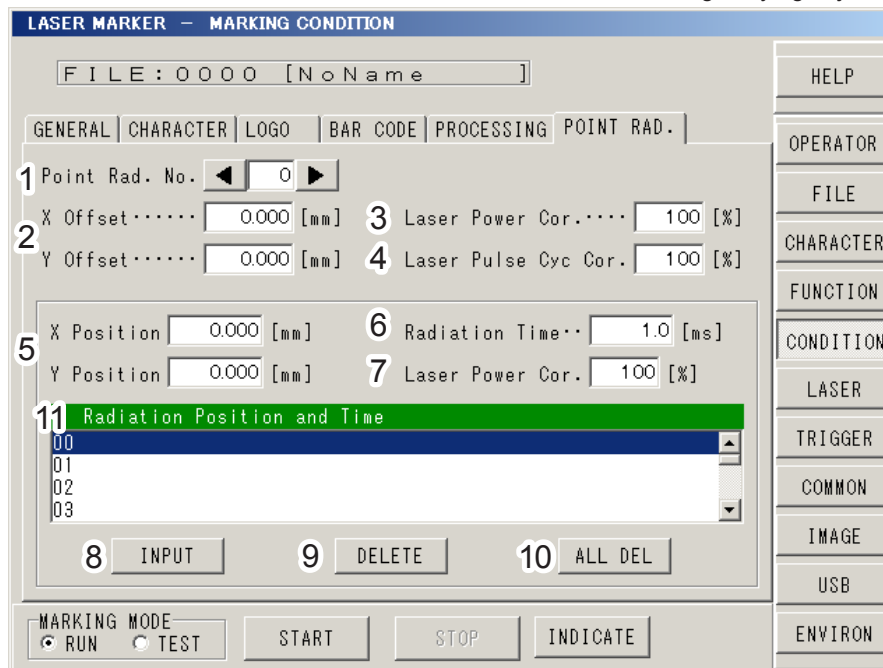 LASER MARKER − MARKING CONDITION
FILE:0000 [NoName ]
HELP
GENERAL CHARACTER LOGO BAR CODE PROCESSING POINT RAD.
OPERATOR
1 Point Rad. No. ◀ 0 ▶
FILE
2 X Offset······ 0.000 [mm] 3 Laser Power Cor.···· 100 [%]
CHARACTER
Y Offset······ 0.000 [mm] 4 Laser Pulse Cyc Cor. 100 [%]
FUNCTION
5 X Position 0.000 [mm] 6 Radiation Time·· 1.0 [ms]
CONDITION
Y Position 0.000 [mm] 7 Laser Power Cor. 100 [%]
LASER
11 Radiation Position and Time
00
TRIGGER
01
02
COMMON
03
IMAGE
8 INPUT 9 DELETE 10 ALL DEL
USB
MARKING MODE
RUN TEST START STOP INDICATE
ENVIRON